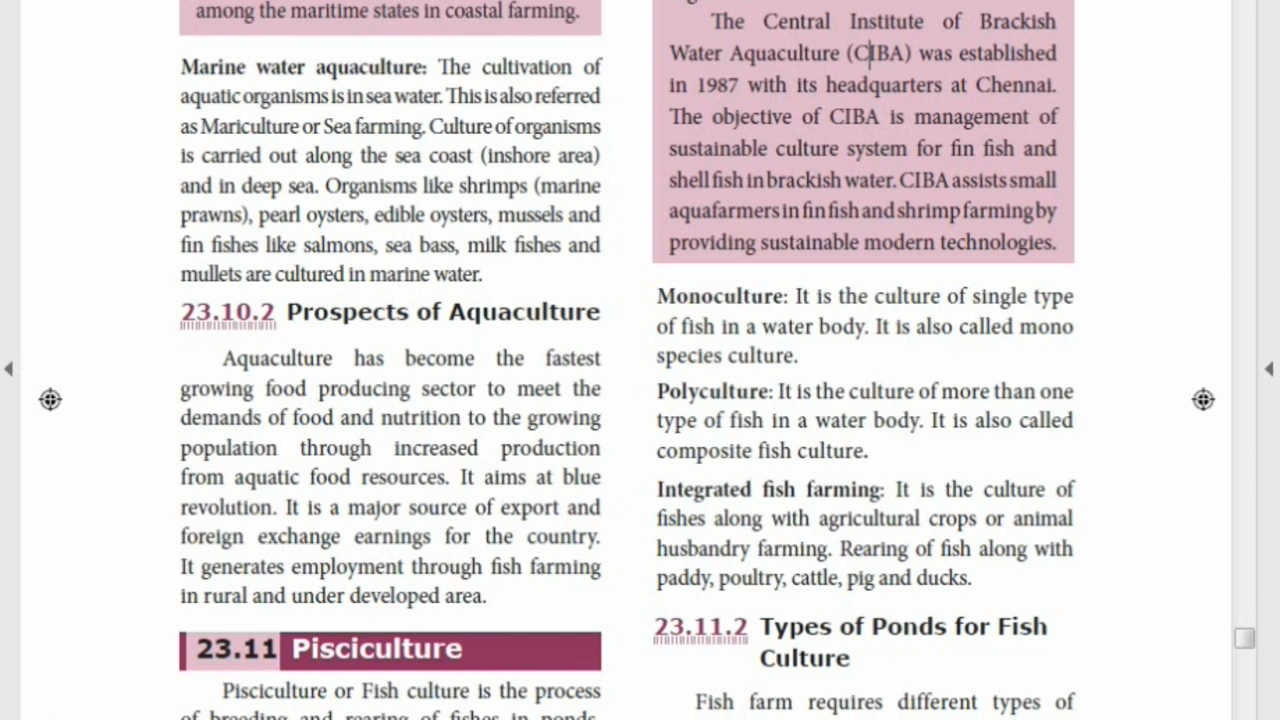 among the maritime states in coastal farming.
Marine water aquaculture: The cultivation of
aquatic organisms is in sea water. This is also referred
as Mariculture or Sea farming. Culture of organisms
is carried out along the sea coast (inshore area)
and in deep sea. Organisms like shrimps (marine
prawns), pearl oysters, edible oysters, mussels and
fin fishes like salmons, sea bass, milk fishes and
mullets are cultured in marine water.
23.10.2 Prospects of Aquaculture
Aquaculture has become the fastest
growing food producing sector to meet the
demands of food and nutrition to the growing
population through increased production
from aquatic food resources. It aims at blue
revolution. It is a major source of export and
foreign exchange earnings for the country.
It generates employment through fish farming
in rural and under developed area.
23.11 Pisciculture
Pisciculture or Fish culture is the process
of breeding and rearing of fishes in ponds,
The Central Institute of Brackish
Water Aquaculture (CIBA) was established
in 1987 with its headquarters at Chennai.
The objective of CIBA is management of
sustainable culture system for fin fish and
shell fish in brackish water. CIBA assists small
aquafarmers in fin fish and shrimp farming by
providing sustainable modern technologies.
Monoculture: It is the culture of single type
of fish in a water body. It is also called mono
species culture.
Polyculture: It is the culture of more than one
type of fish in a water body. It is also called
composite fish culture.
Integrated fish farming: It is the culture of
fishes along with agricultural crops or animal
husbandry farming. Rearing of fish along with
paddy, poultry, cattle, pig and ducks.
23.11.2 Types of Ponds for Fish
Culture
Fish farm requires different types of